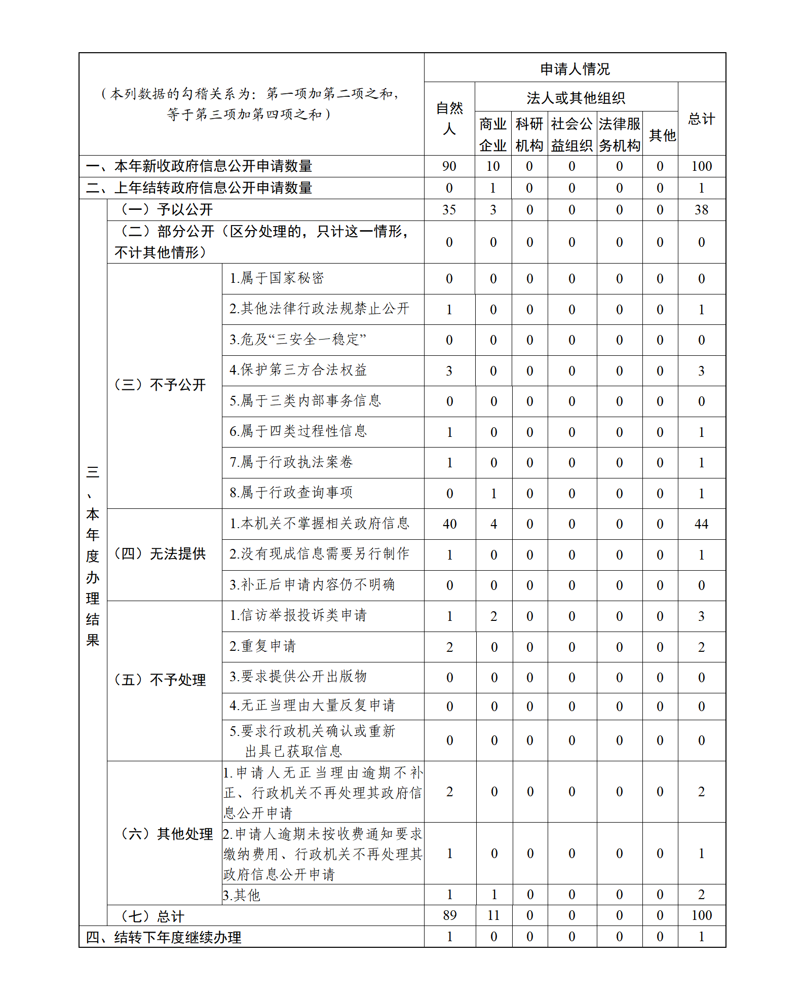 （本列数据的勾稽关系为：第一项加第二项之和，
等于第三项加第四项之和）
申请人情况
自然
人
法人或其他组织
总计
商业
企业
科研
机构
社会公
益组织
法律服
务机构
其他
一、本年新收政府信息公开申请数量 90 10 0 0 0 0 100
二、上年结转政府信息公开申请数量 0 1 0 0 0 0 1
三、本年度办理结果
（一）予以公开 35 3 0 0 0 0 38
（二）部分公开（区分处理的，只计这一情形，
不计其他情形） 0 0 0 0 0 0 0
（三）不予公开
1.属于国家秘密 0 0 0 0 0 0 0
2.其他法律行政法规禁止公开 1 0 0 0 0 0 1
3.危及“三安全一稳定” 0 0 0 0 0 0 0
4.保护第三方合法权益 3 0 0 0 0 0 3
5.属于三类内部事务信息 0 0 0 0 0 0 0
6.属于四类过程性信息 1 0 0 0 0 0 1
7.属于行政执法案卷 1 0 0 0 0 0 1
8.属于行政查询事项 0 1 0 0 0 0 1
（四）无法提供
1.本机关不掌握相关政府信息 40 4 0 0 0 0 44
2.没有现成信息需要另行制作 1 0 0 0 0 0 1
3.补正后申请内容仍不明确 0 0 0 0 0 0 0
（五）不予处理
1.信访举报投诉类申请 1 2 0 0 0 0 3
2.重复申请 2 0 0 0 0 0 2
3.要求提供公开出版物 0 0 0 0 0 0 0
4.无正当理由大量反复申请 0 0 0 0 0 0 0
5.要求行政机关确认或重新
出具已获取信息 0 0 0 0 0 0 0
（六）其他处理
1.申请人无正当理由逾期不补
正、行政机关不再处理其政府信
息公开申请 2 0 0 0 0 0 2
2.申请人逾期未按收费通知要求
缴纳费用、行政机关不再处理其
政府信息公开申请 1 0 0 0 0 0 1
3.其他 1 1 0 0 0 0 2
（七）总计 89 11 0 0 0 0 100
四、结转下年度继续办理 1 0 0 0 0 0 1